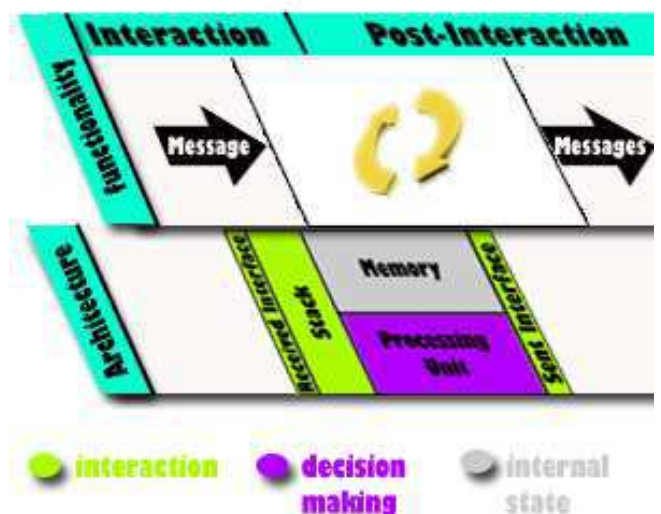 Interaction
Post-Interaction
Functionality
Message
Messages
Architecture
Received Interface
Stack
Memory
Processing
Unit
Sent Interface
interaction
decision
making
internal
state